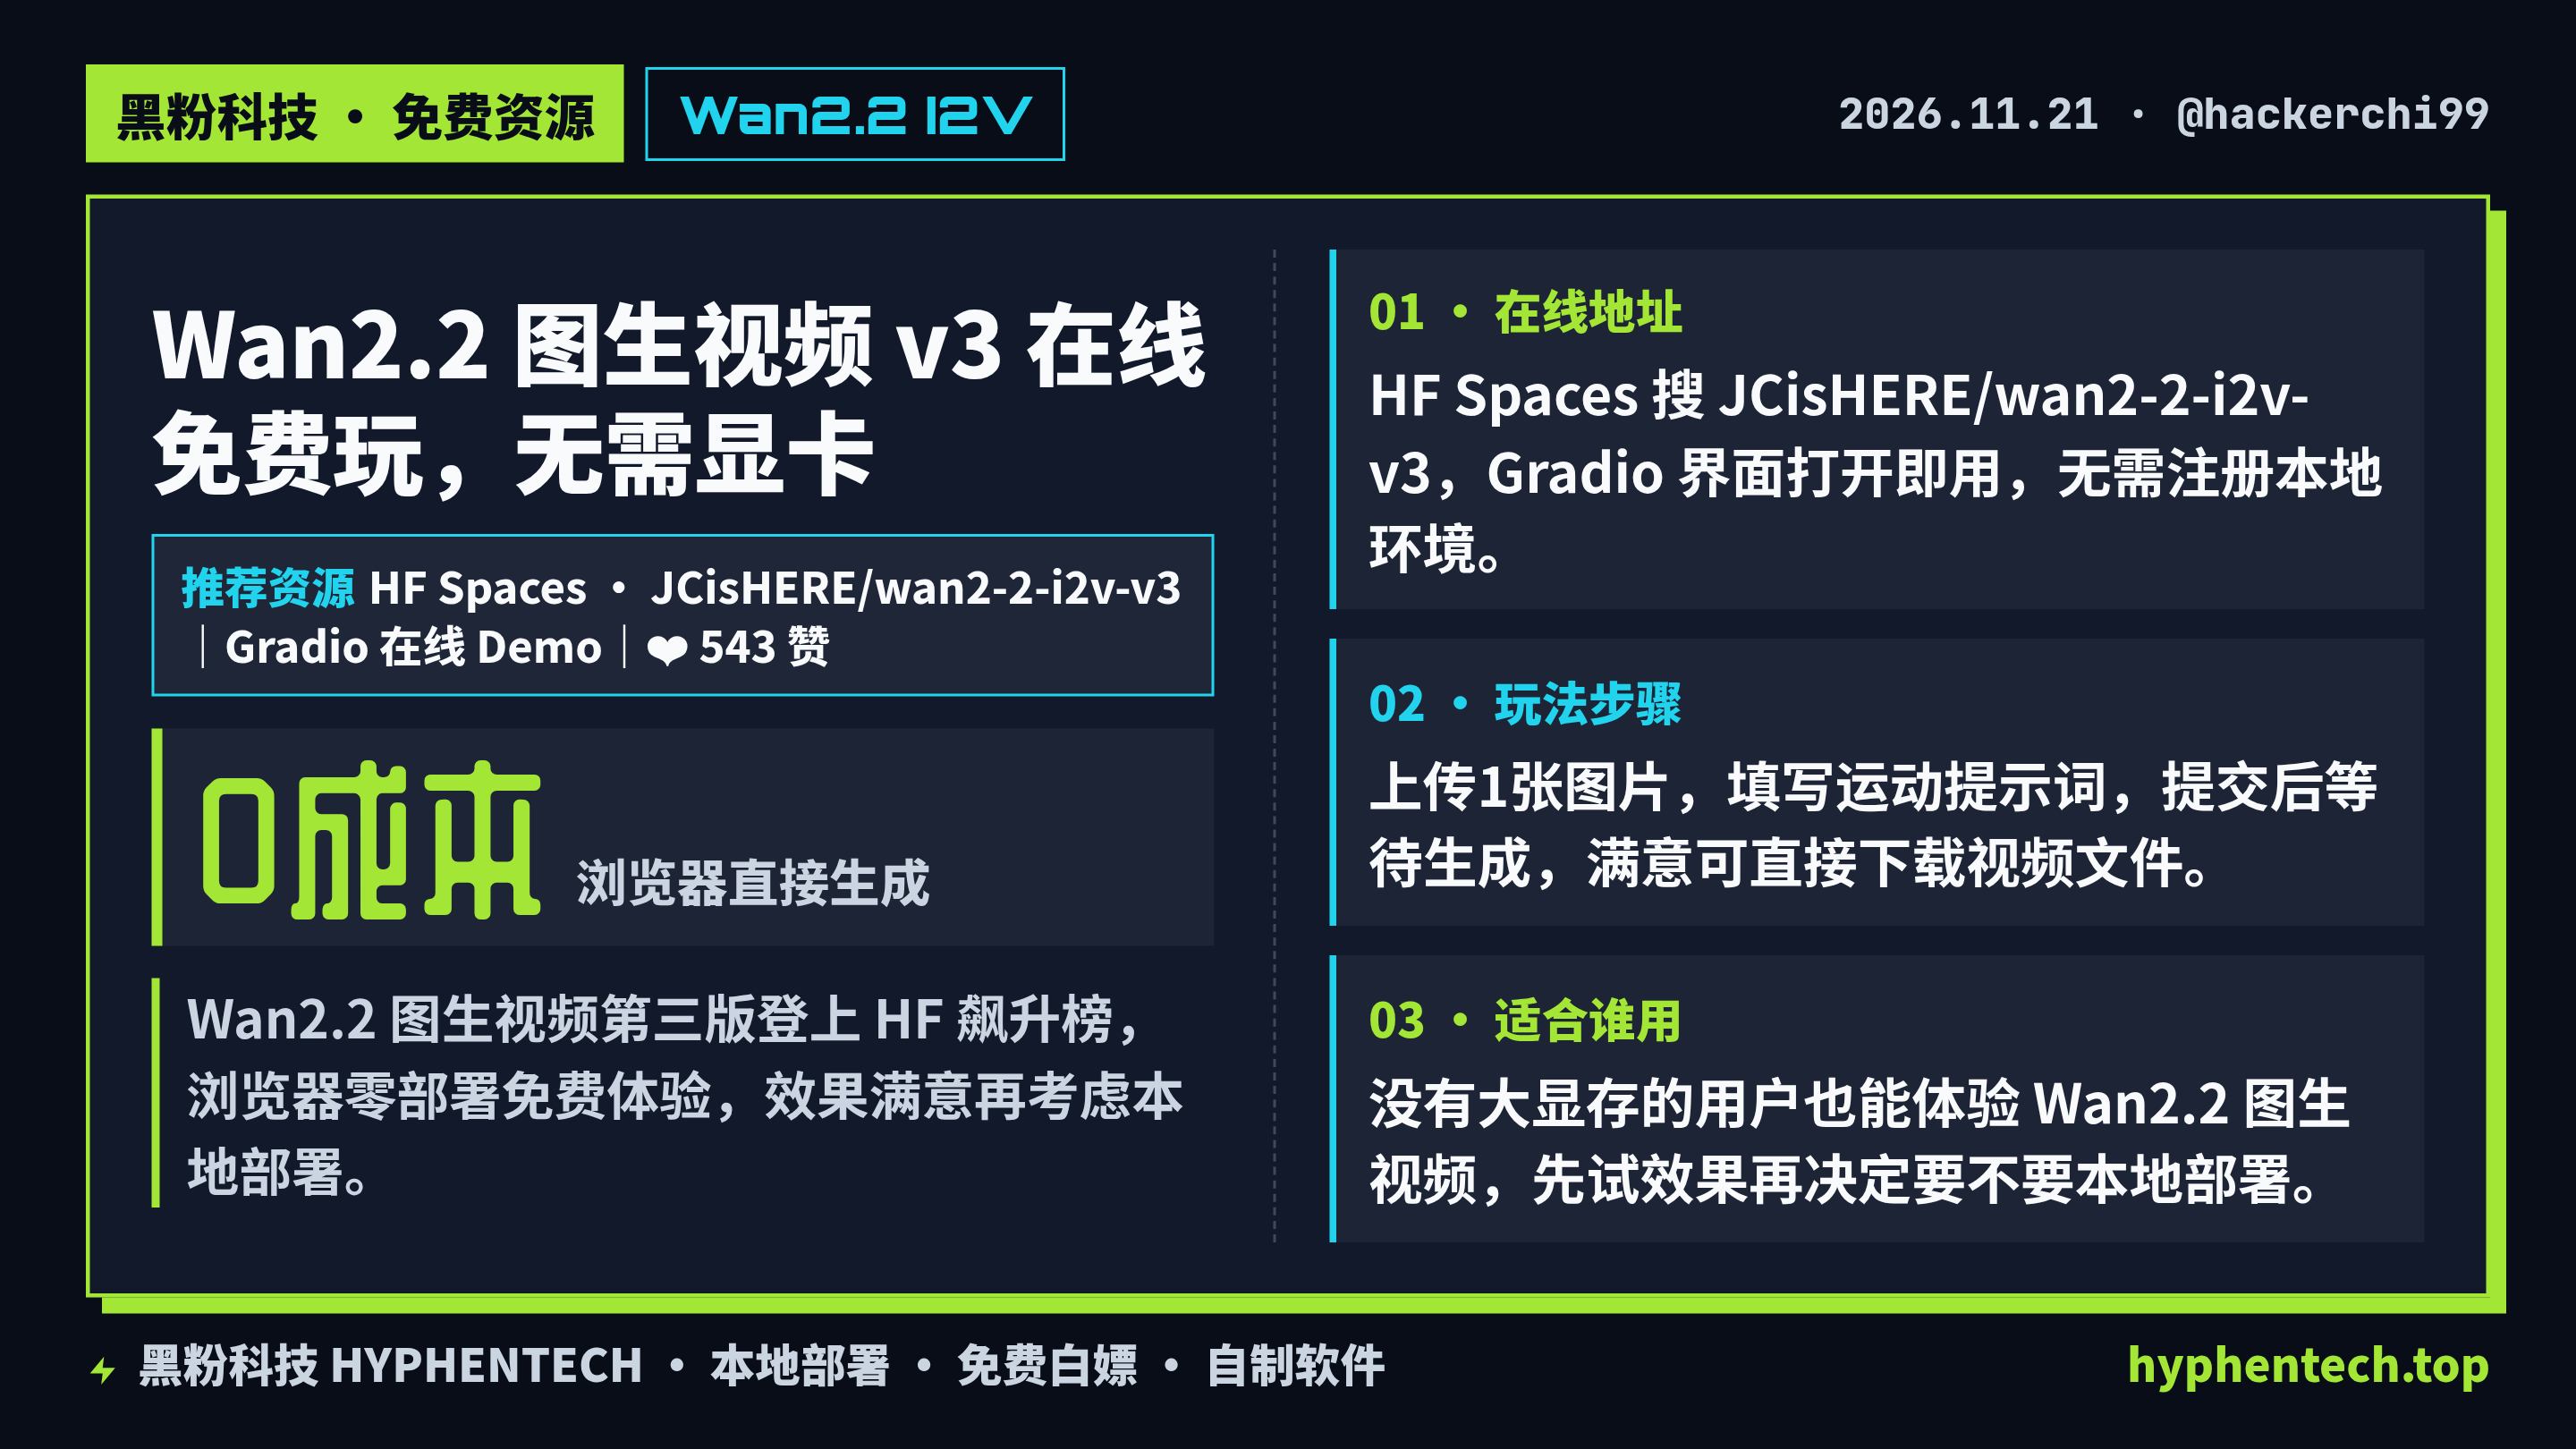 黑粉科技 · 免费资源
Wan2.2 I2V
2026.11.21 · @hackerchi99
Wan2.2 图生视频 v3 在线
免费玩，无需显卡
推荐资源 HF Spaces · JCisHERE/wan2-2-i2v-v3
｜Gradio 在线 Demo｜❤ 543 赞
0成本 浏览器直接生成
Wan2.2 图生视频第三版登上 HF 飙升榜，
浏览器零部署免费体验，效果满意再考虑本
地部署。
01 · 在线地址
HF Spaces 搜 JCisHERE/wan2-2-i2v-
v3，Gradio 界面打开即用，无需注册本地
环境。
02 · 玩法步骤
上传1张图片，填写运动提示词，提交后等
待生成，满意可直接下载视频文件。
03 · 适合谁用
没有大显存的用户也能体验 Wan2.2 图生
视频，先试效果再决定要不要本地部署。
⚡ 黑粉科技 HYPHENTECH · 本地部署 · 免费白嫖 · 自制软件
hyphentech.top